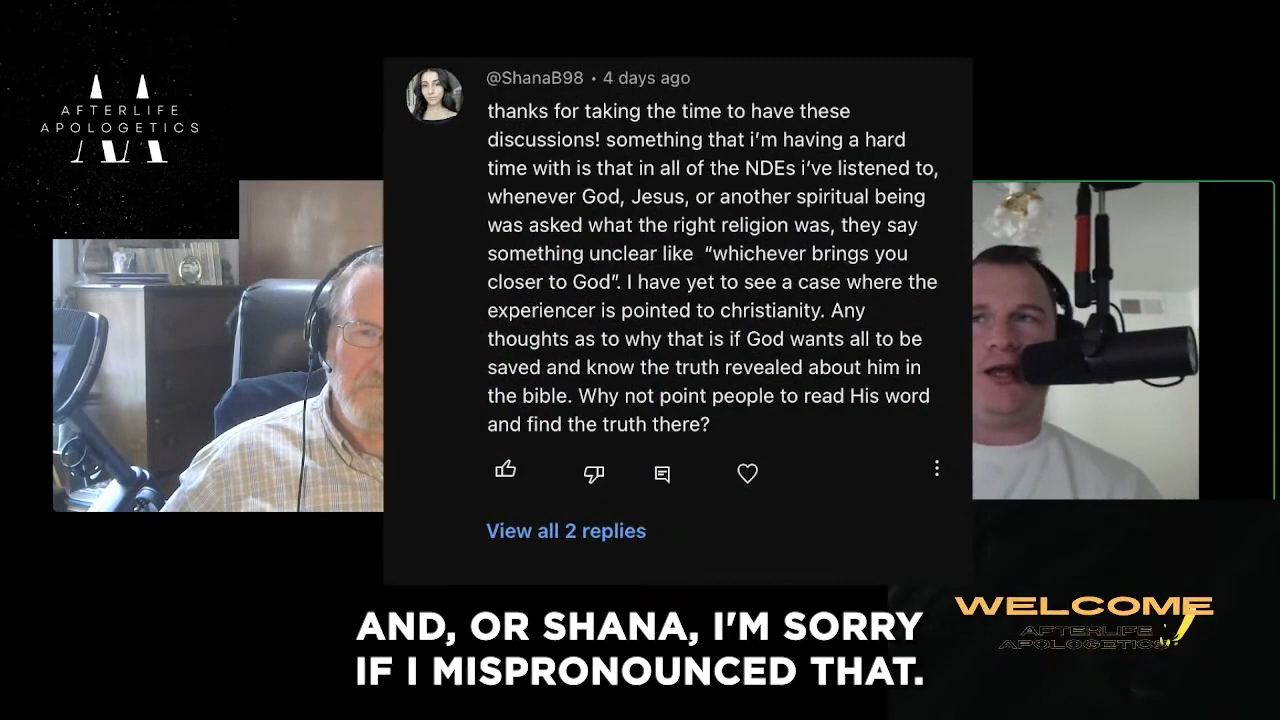 AFTERLIFE
APOLOGETICS
@ShanaB98 • 4 days ago
thanks for taking the time to have these
discussions! something that i’m having a hard
time with is that in all of the NDEs i’ve listened to,
whenever God, Jesus, or another spiritual being
was asked what the right religion was, they say
something unclear like “whichever brings you
closer to God”. I have yet to see a case where the
experiencer is pointed to christianity. Any
thoughts as to why that is if God wants all to be
saved and know the truth revealed about him in
the bible. Why not point people to read His word
and find the truth there?
View all 2 replies
WELCOME
AFTERLIFE
APOLOGETICS
AND, OR SHANA, I'M SORRY
IF I MISPRONOUNCED THAT.